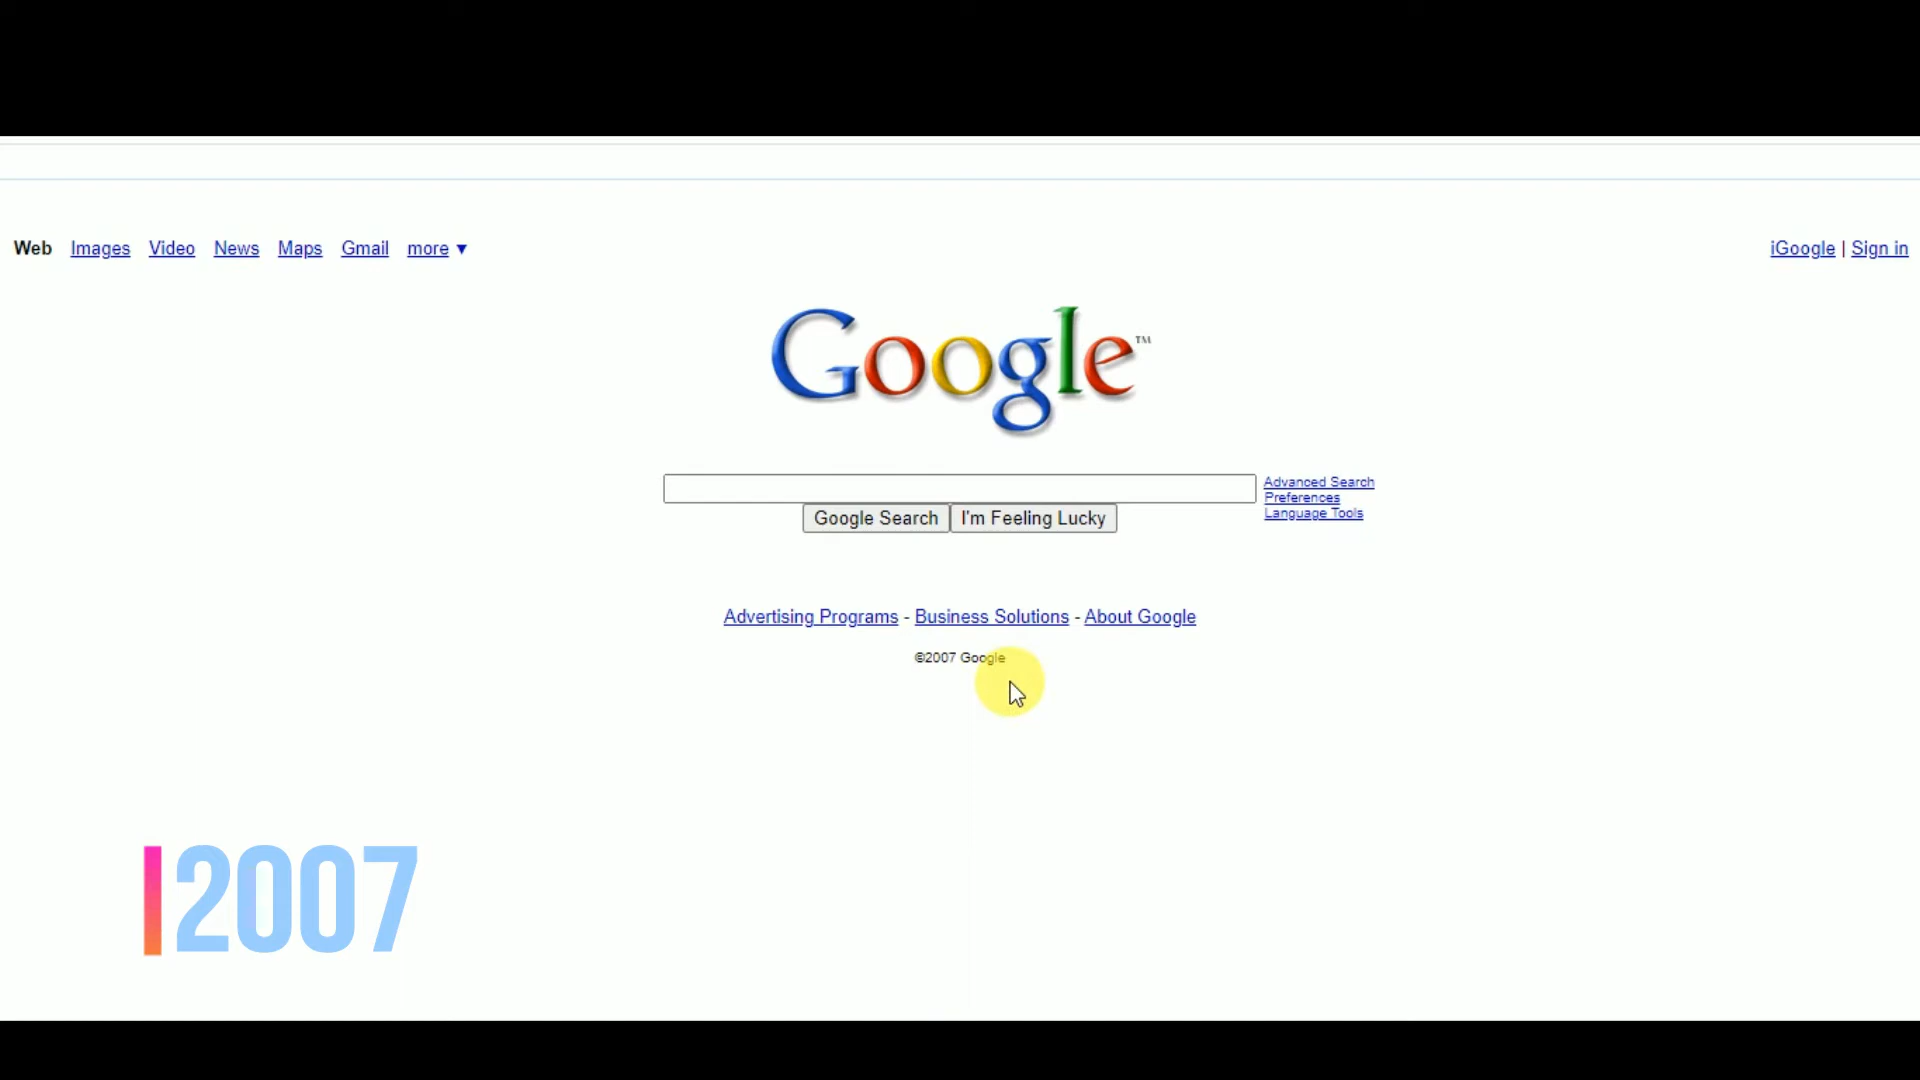 Web Images Video News Maps Gmail more ▼
iGoogle | Sign in
Google™
Advanced Search
Preferences
Language Tools
Google Search I'm Feeling Lucky
Advertising Programs - Business Solutions - About Google
©2007 Google
2007